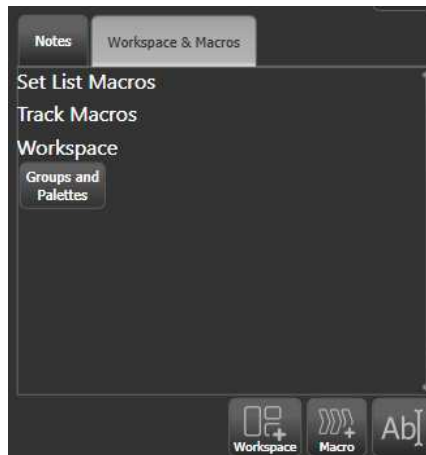 Notes
Workspace & Macros
Set List Macros
Track Macros
Workspace
Groups and
Palettes
Workspace
Macro
Ab